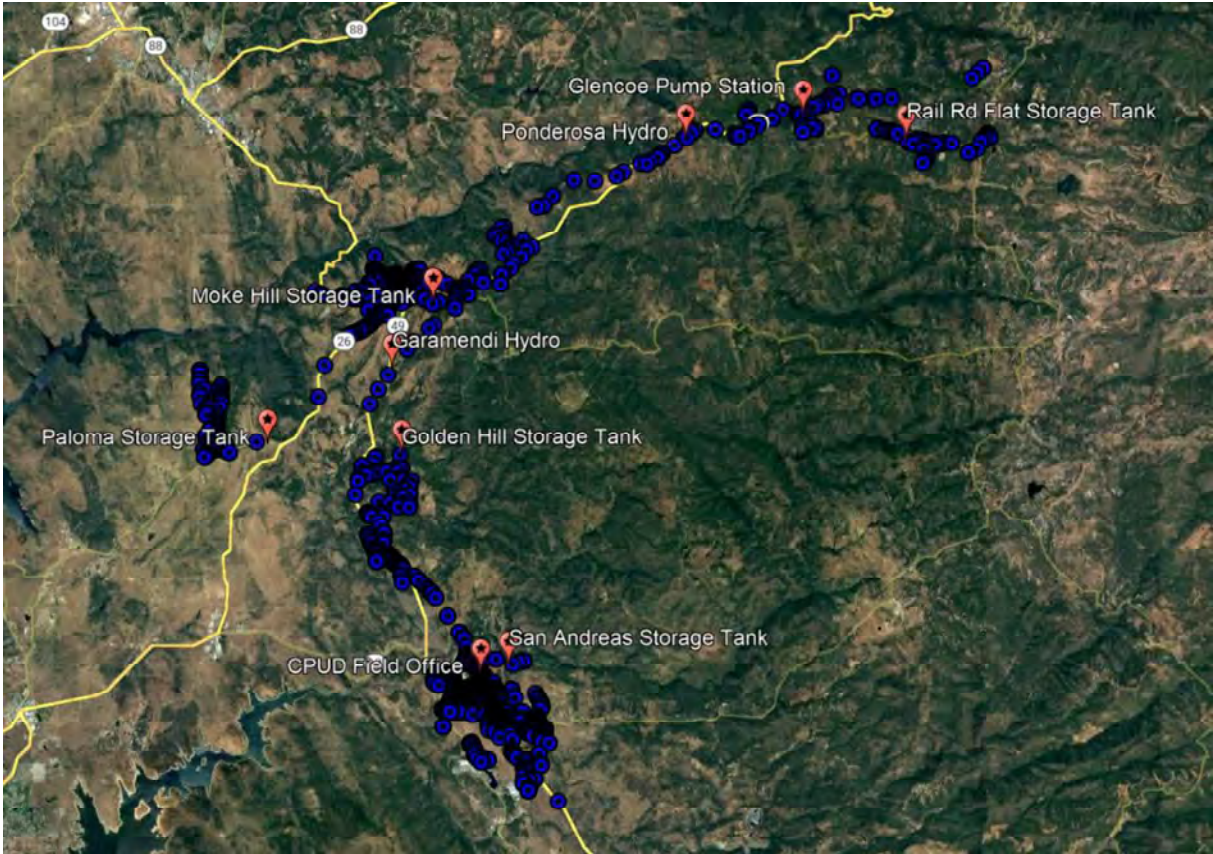 104
88
88
Glencoe Pump Station
Rail Rd Flat Storage Tank
Ponderosa Hydro
Moke Hill Storage Tank
49
26
Garamendi Hydro
Paloma Storage Tank
Golden Hill Storage Tank
San Andreas Storage Tank
CPUD Field Office